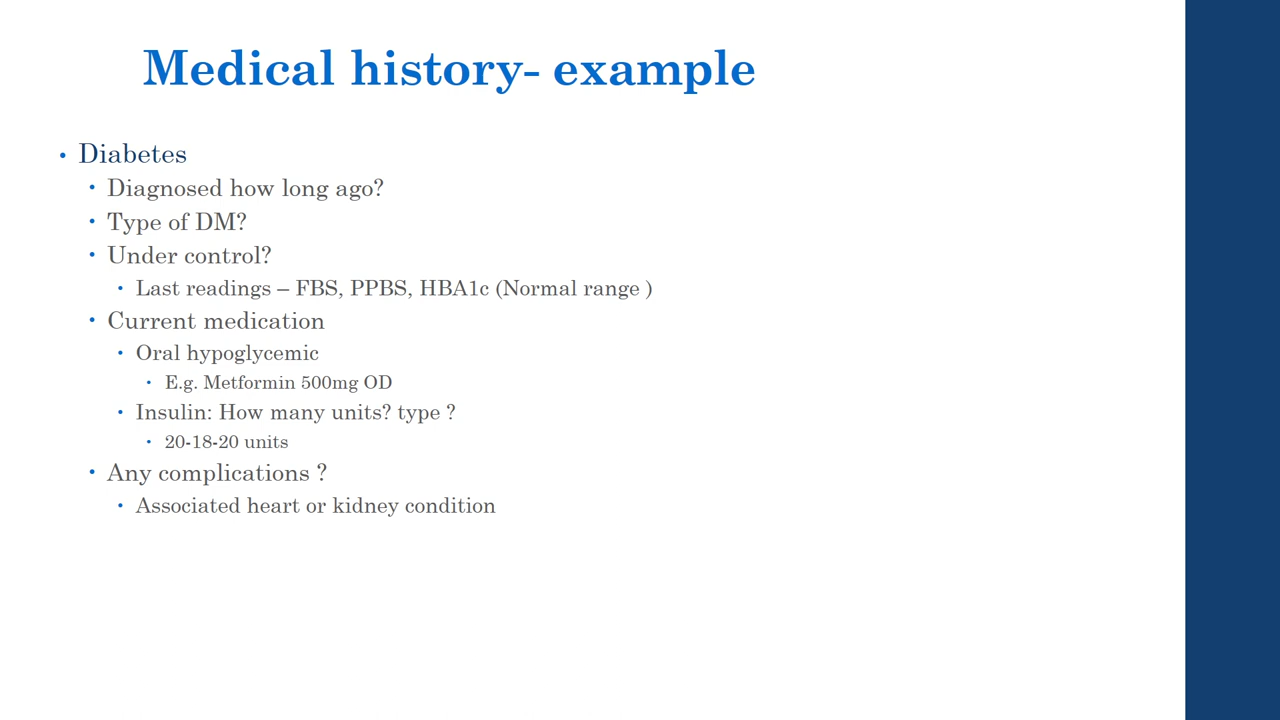 Medical history- example
• Diabetes
• Diagnosed how long ago?
• Type of DM?
• Under control?
• Last readings – FBS, PPBS, HBA1c (Normal range )
• Current medication
• Oral hypoglycemic
• E.g. Metformin 500mg OD
• Insulin: How many units? type ?
• 20-18-20 units
• Any complications ?
• Associated heart or kidney condition